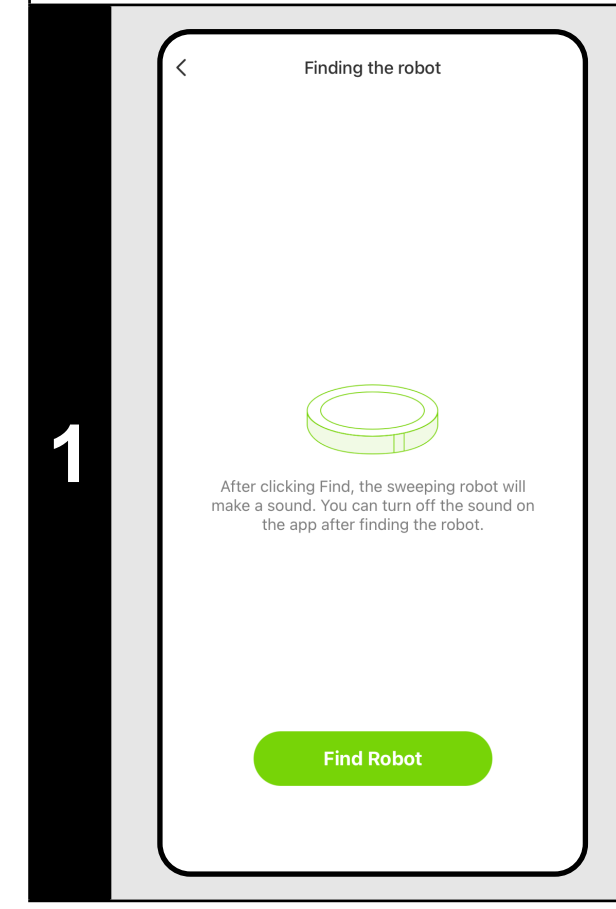 Finding the robot
1
After clicking Find, the sweeping robot will
make a sound. You can turn off the sound on
the app after finding the robot.
Find Robot